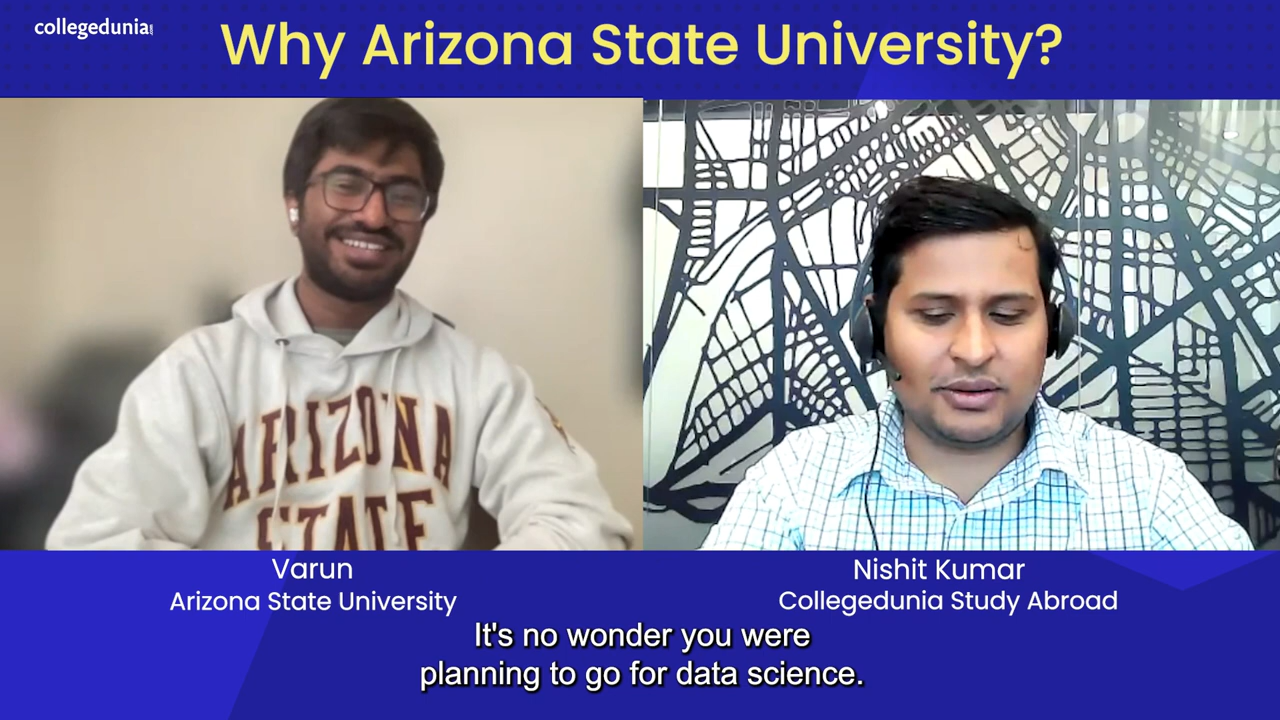 collegedunia
Why Arizona State University?
ARIZONA
STATE
Varun
Arizona State University
Nishit Kumar
Collegedunia Study Abroad
It's no wonder you were
planning to go for data science.